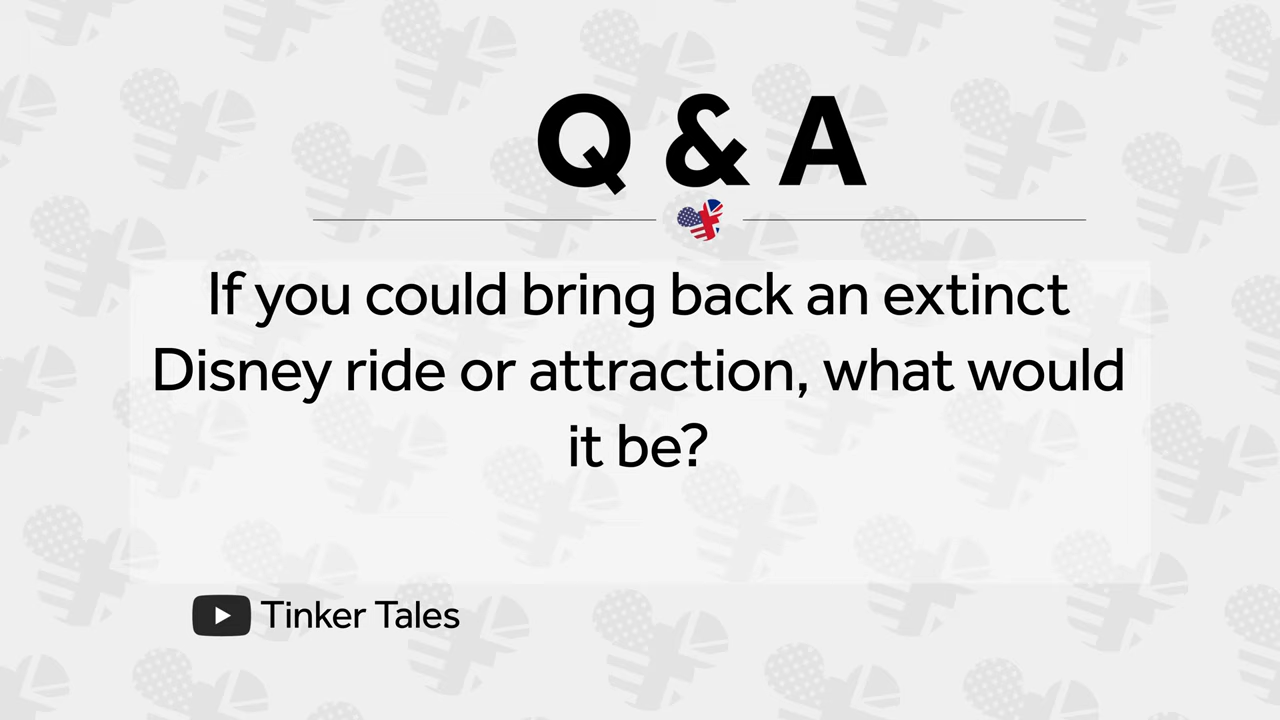 Q & A
If you could bring back an extinct
Disney ride or attraction, what would
it be?
Tinker Tales